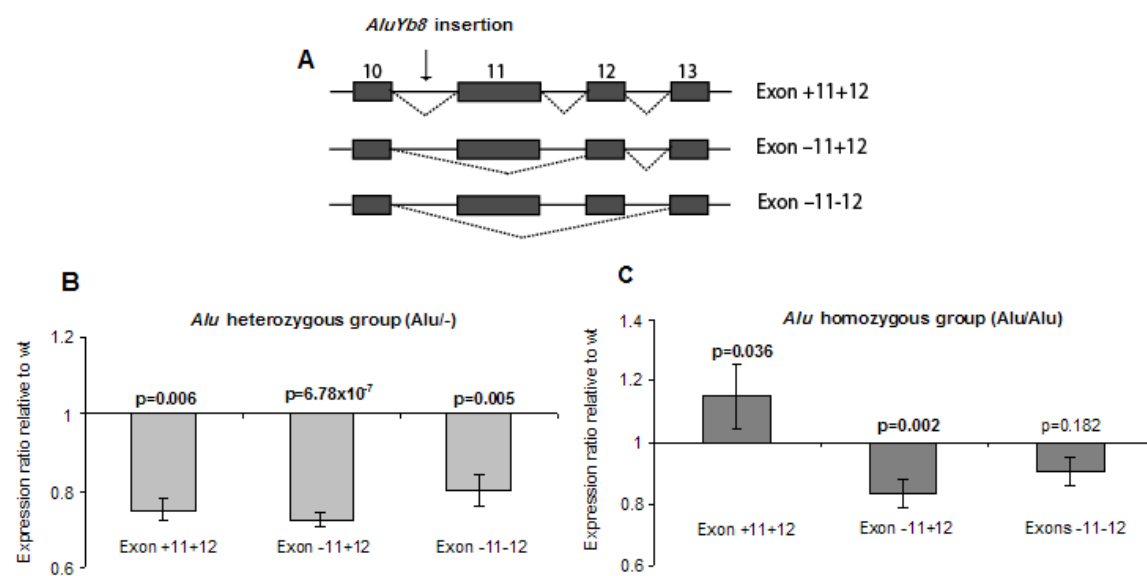 AluYb8 insertion
A
10 11 12 13
Exon +11+12
Exon –11+12
Exon –11-12
B
Alu heterozygous group (Alu/-)
Expression ratio relative to wt
1.2
1
0.8
0.6
p=0.006
p=6.78x10-7
p=0.005
Exon +11+12
Exon -11+12
Exon -11-12
C
Alu homozygous group (Alu/Alu)
Expression ratio relative to wt
1.4
1.2
1
0.8
0.6
p=0.036
p=0.002
p=0.182
Exon +11+12
Exon -11+12
Exons -11-12